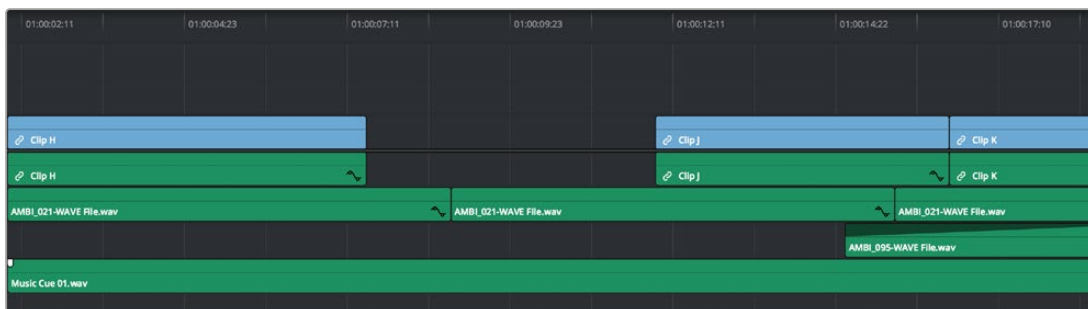 01:00:02:11 01:00:04:23 01:00:07:11 01:00:09:23 01:00:12:11 01:00:14:22 01:00:17:10
Clip H Clip J Clip K
Clip H Clip J Clip K
AMBI_021-WAVE File.wav AMBI_021-WAVE File.wav AMBI_021-WAVE File.wav
AMBI_095-WAVE File.wav
Music Cue 01.wav